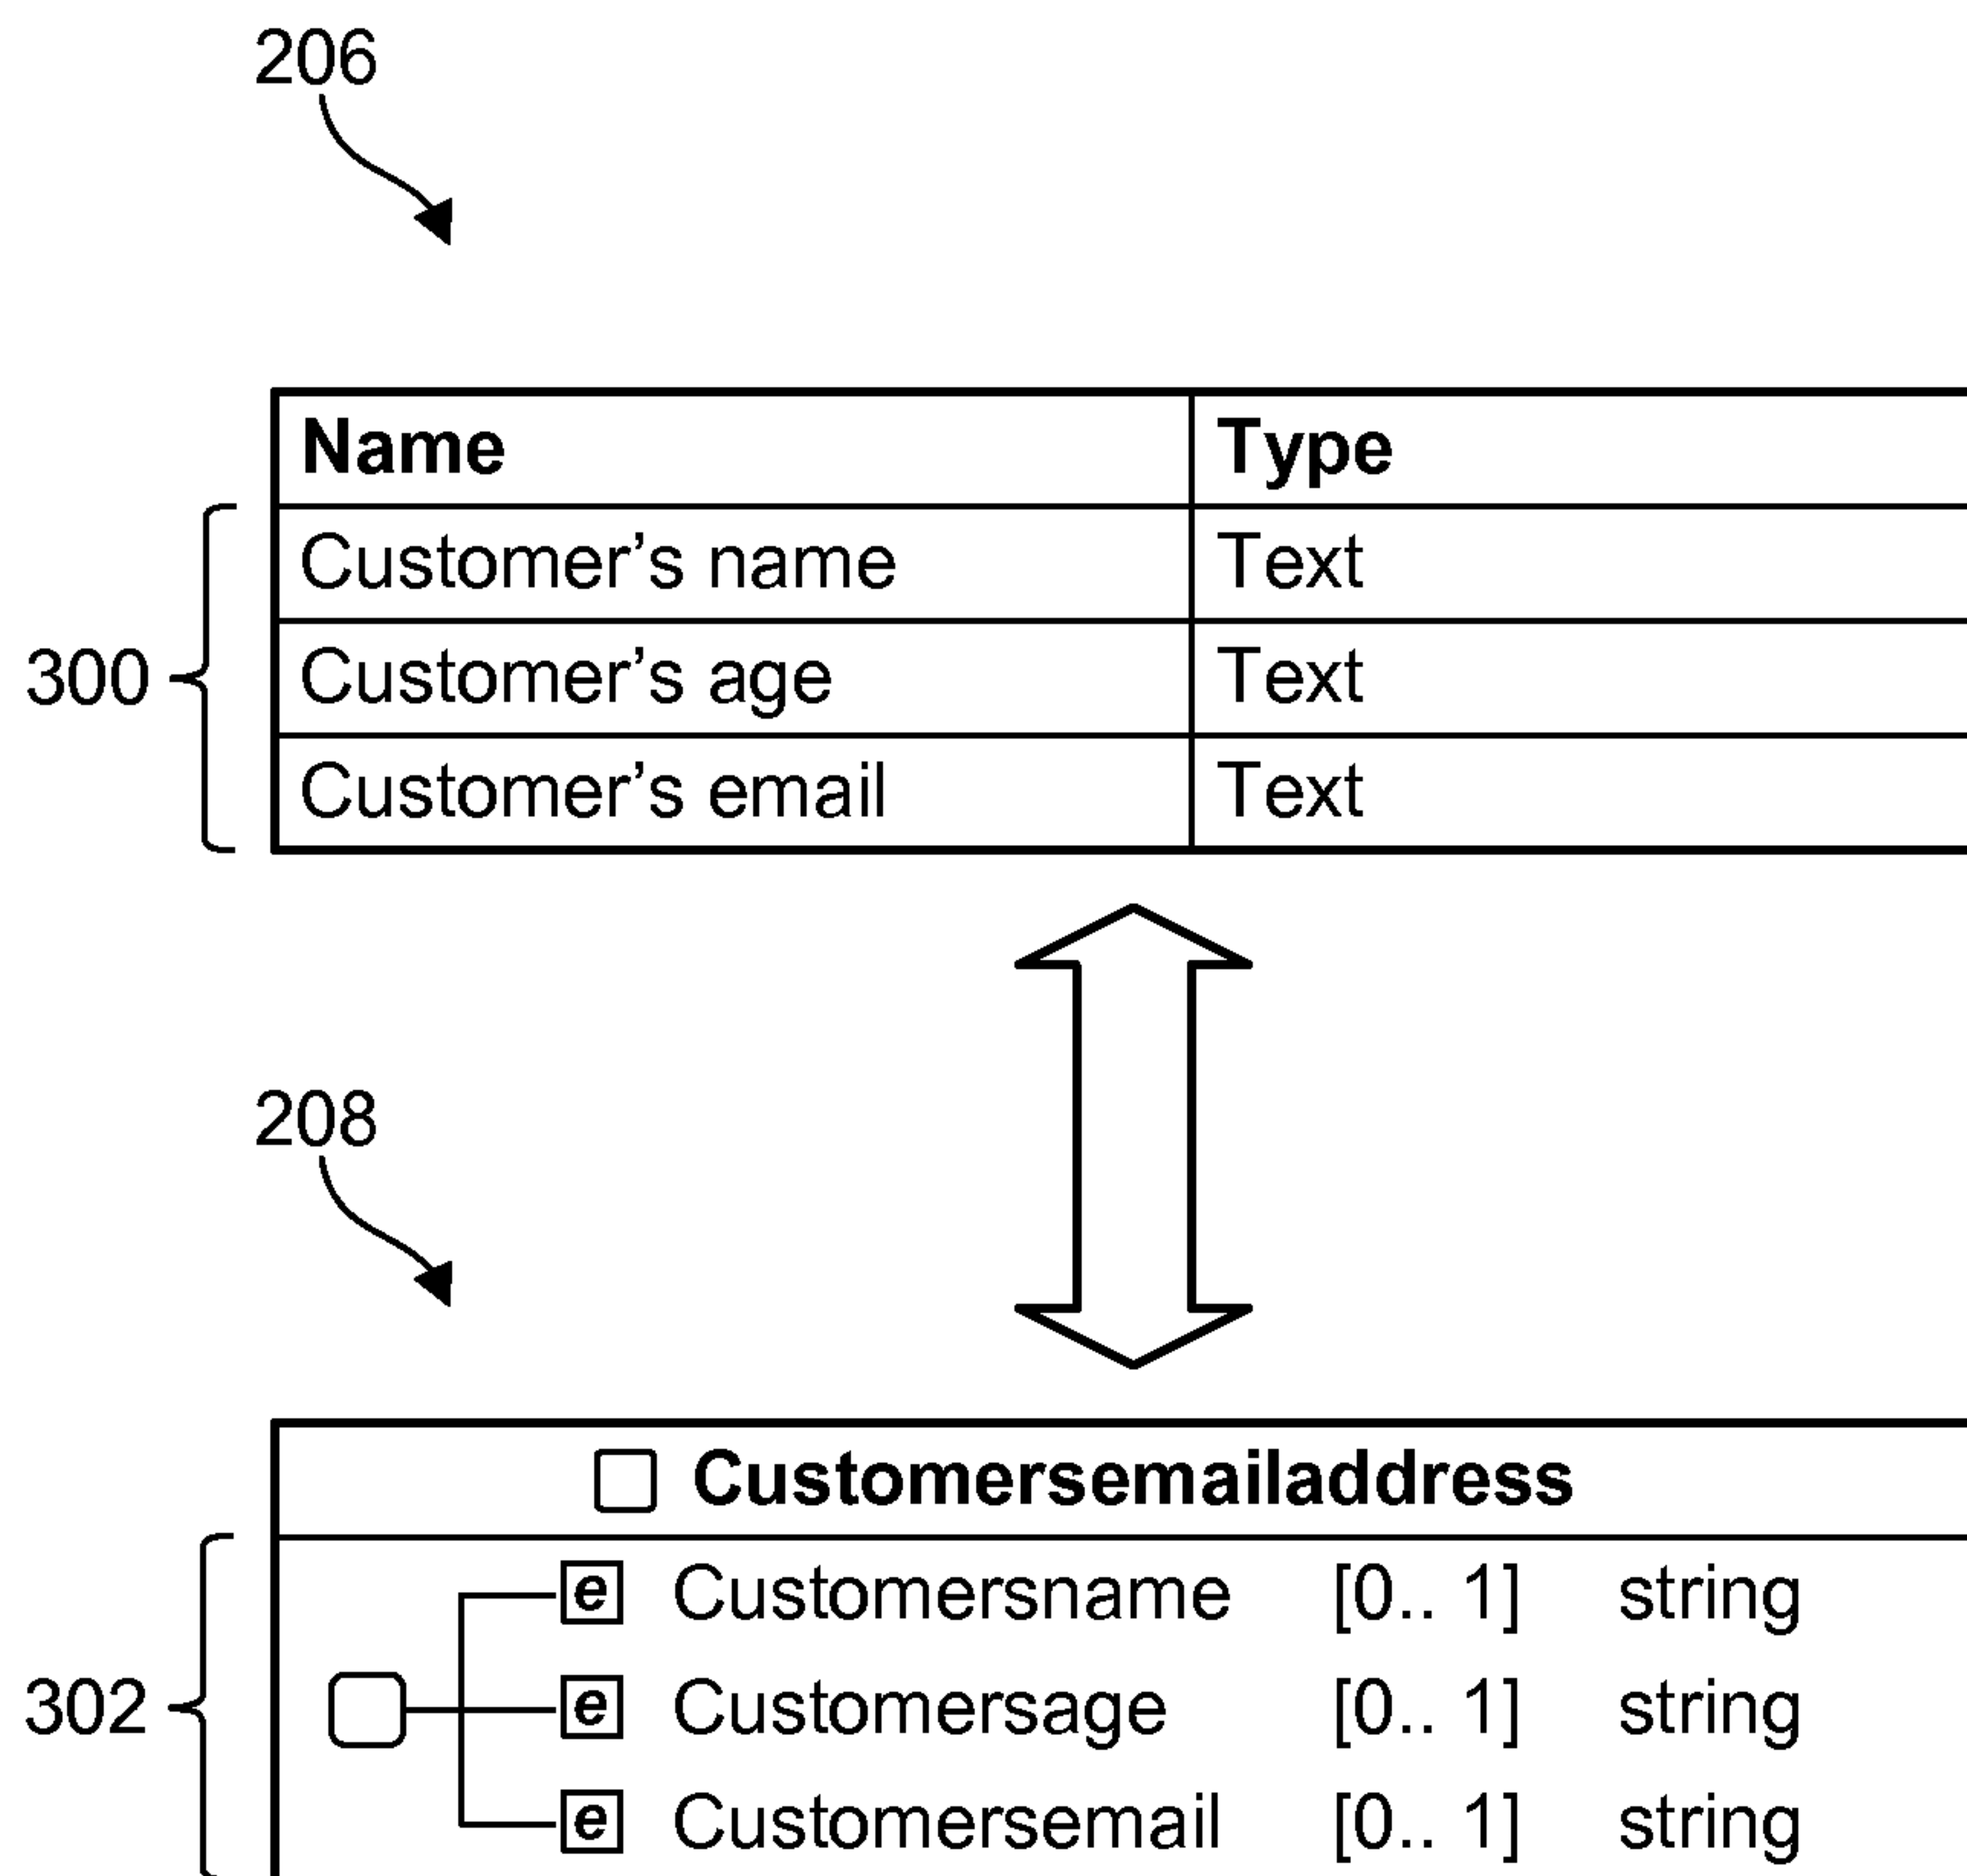 206
Name Type
Customer’s name Text
300 Customer’s age Text
Customer’s email Text
208
Customersemailaddress
e Customersname [0.. 1] string
302 e Customersage [0.. 1] string
e Customersemail [0.. 1] string